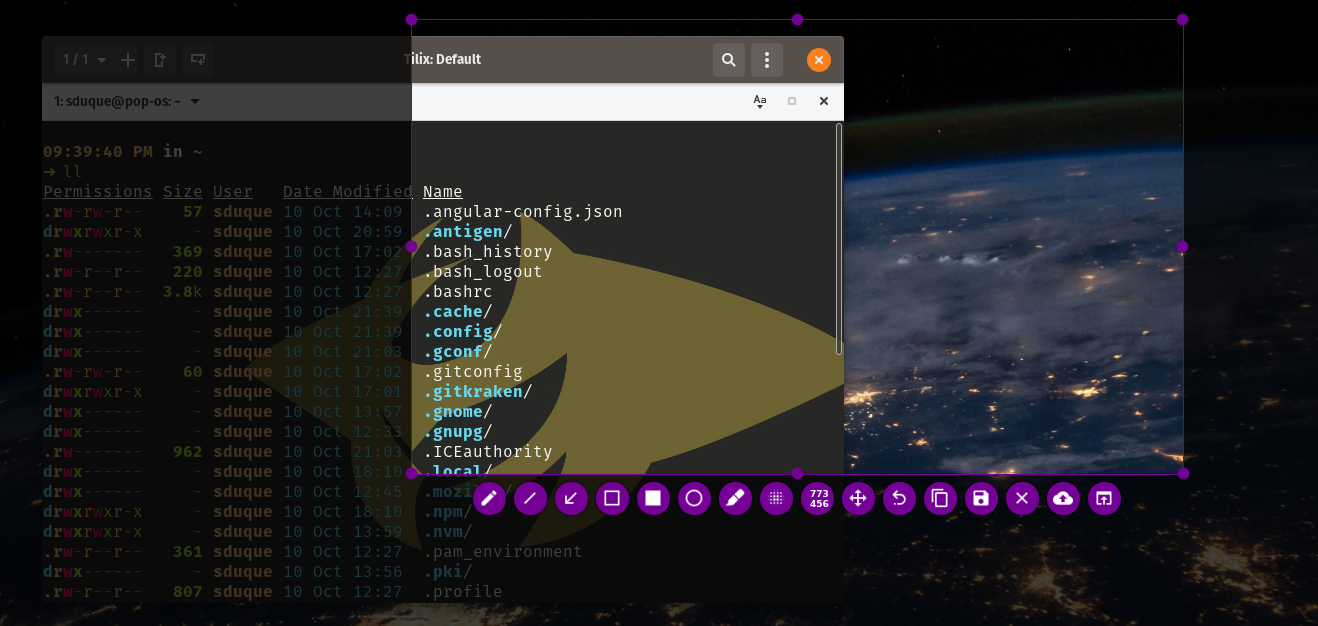 1 / 1
Tilix: Default
1: sduque@pop-os: ~
Aa
09:39:40 PM in ~
➜ ll
Permissions Size User Date Modified Name
.rw-rw-r-- 57 sduque 10 Oct 14:09 .angular-config.json
drwxrwxr-x - sduque 10 Oct 20:59 .antigen/
.rw------- 369 sduque 10 Oct 17:02 .bash_history
.rw-r--r-- 220 sduque 10 Oct 12:27 .bash_logout
.rw-r--r-- 3.8k sduque 10 Oct 12:27 .bashrc
drwx------ - sduque 10 Oct 21:39 .cache/
drwx------ - sduque 10 Oct 21:39 .config/
drwx------ - sduque 10 Oct 21:03 .gconf/
.rw-rw-r-- 60 sduque 10 Oct 17:02 .gitconfig
drwxrwxr-x - sduque 10 Oct 17:01 .gitkraken/
drwx------ - sduque 10 Oct 13:57 .gnome/
drwx------ - sduque 10 Oct 12:33 .gnupg/
.rw------- 962 sduque 10 Oct 21:03 .ICEauthority
drwx------ - sduque 10 Oct 18:10 .local/
drwx------ - sduque 10 Oct 12:45
drwxrwxr-x - sduque 10 Oct 18:10 .npm/
drwxrwxr-x - sduque 10 Oct 13:59 .nvm/
.rw-r--r-- 361 sduque 10 Oct 12:27 .pam_environment
drwx------ - sduque 10 Oct 13:56 .pki/
.rw-r--r-- 807 sduque 10 Oct 12:27 .profile
773
456